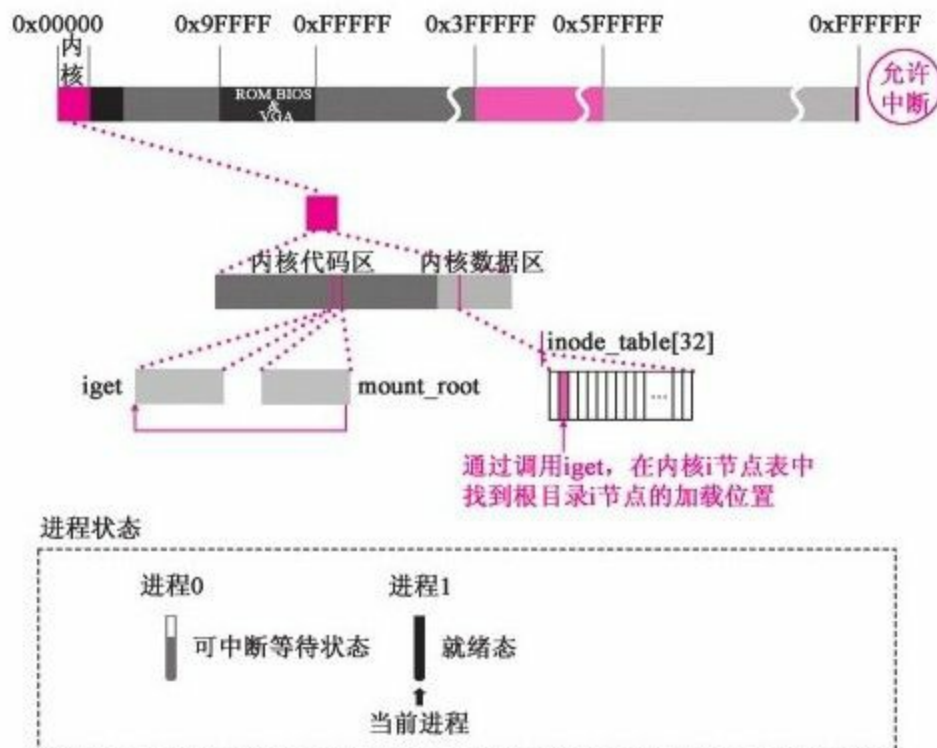 0x00000 0x9FFFF 0xFFFFF 0x3FFFFF 0x5FFFFF 0xFFFFFF
内
核
ROM BIOS
&
VGA
允许
中断
内核代码区 内核数据区
inode_table[32]
iget mount_root
...
通过调用iget，在内核i节点表中
找到根目录i节点的加载位置
进程状态
进程0 进程1
可中断等待状态 就绪态
当前进程